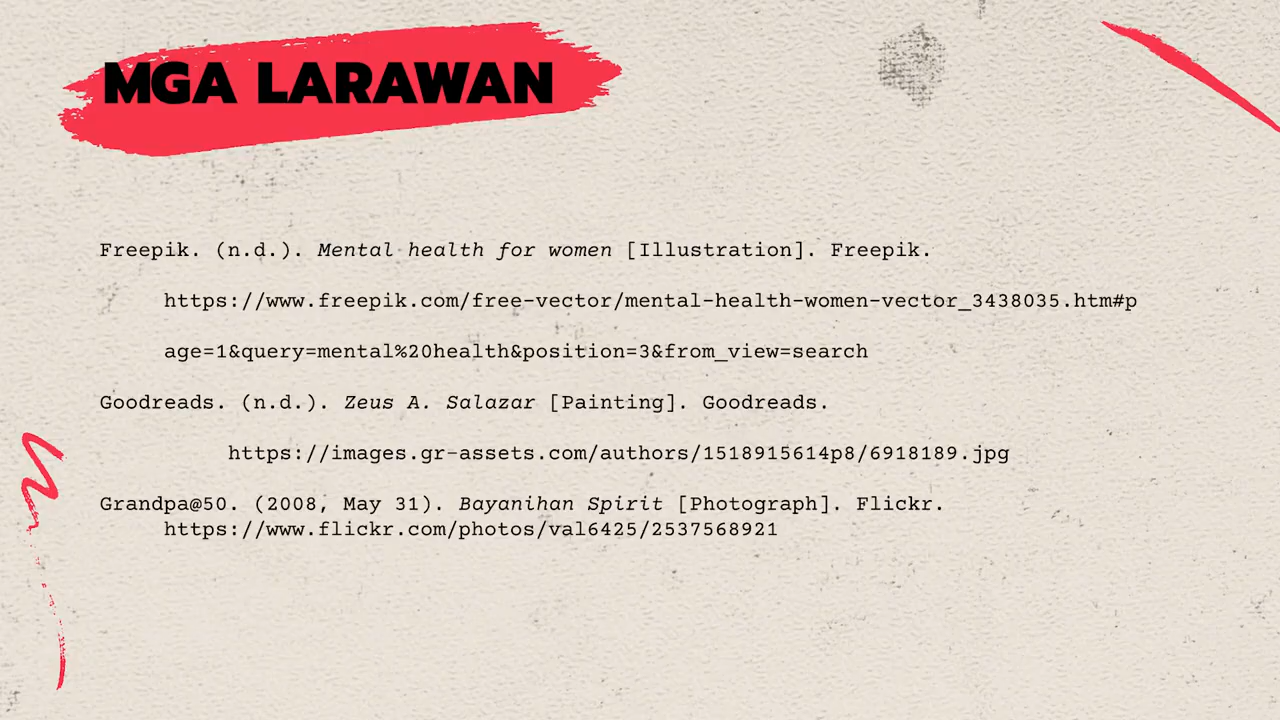 MGA LARAWAN
Freepik. (n.d.). Mental health for women [Illustration]. Freepik.
https://www.freepik.com/free-vector/mental-health-women-vector_3438035.htm#p
age=1&query=mental%20health&position=3&from_view=search
Goodreads. (n.d.). Zeus A. Salazar [Painting]. Goodreads.
https://images.gr-assets.com/authors/1518915614p8/6918189.jpg
Grandpa@50. (2008, May 31). Bayanihan Spirit [Photograph]. Flickr.
https://www.flickr.com/photos/val6425/2537568921